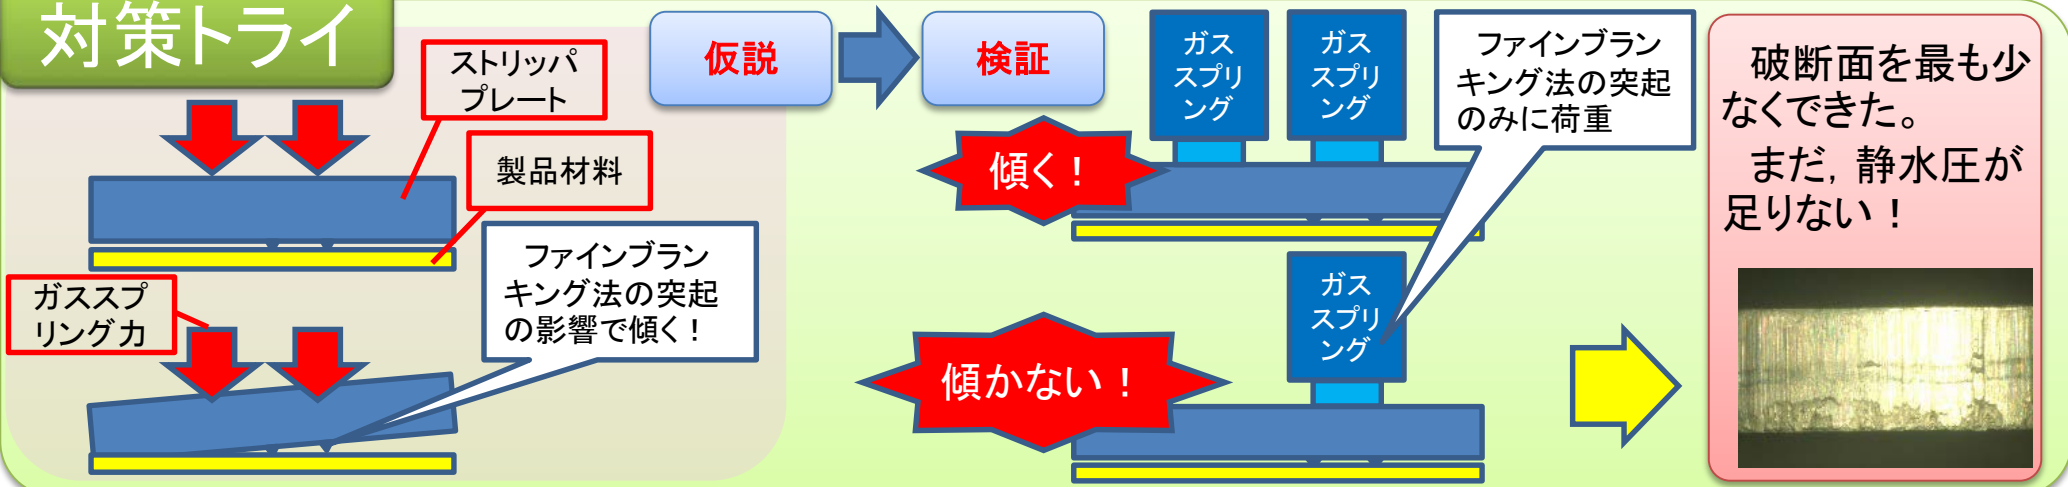 対策トライ
ストリッパ
プレート
製品材料
ガススプ
リング力
ファインブラン
キング法の突起
の影響で傾く！
仮説
検証
ガス
スプリ
ング
ガス
スプリ
ング
ファインブラン
キング法の突起
のみに荷重
傾く！
ガス
スプリ
ング
傾かない！
破断面を最も少
なくできた。
まだ，静水圧が
足りない！